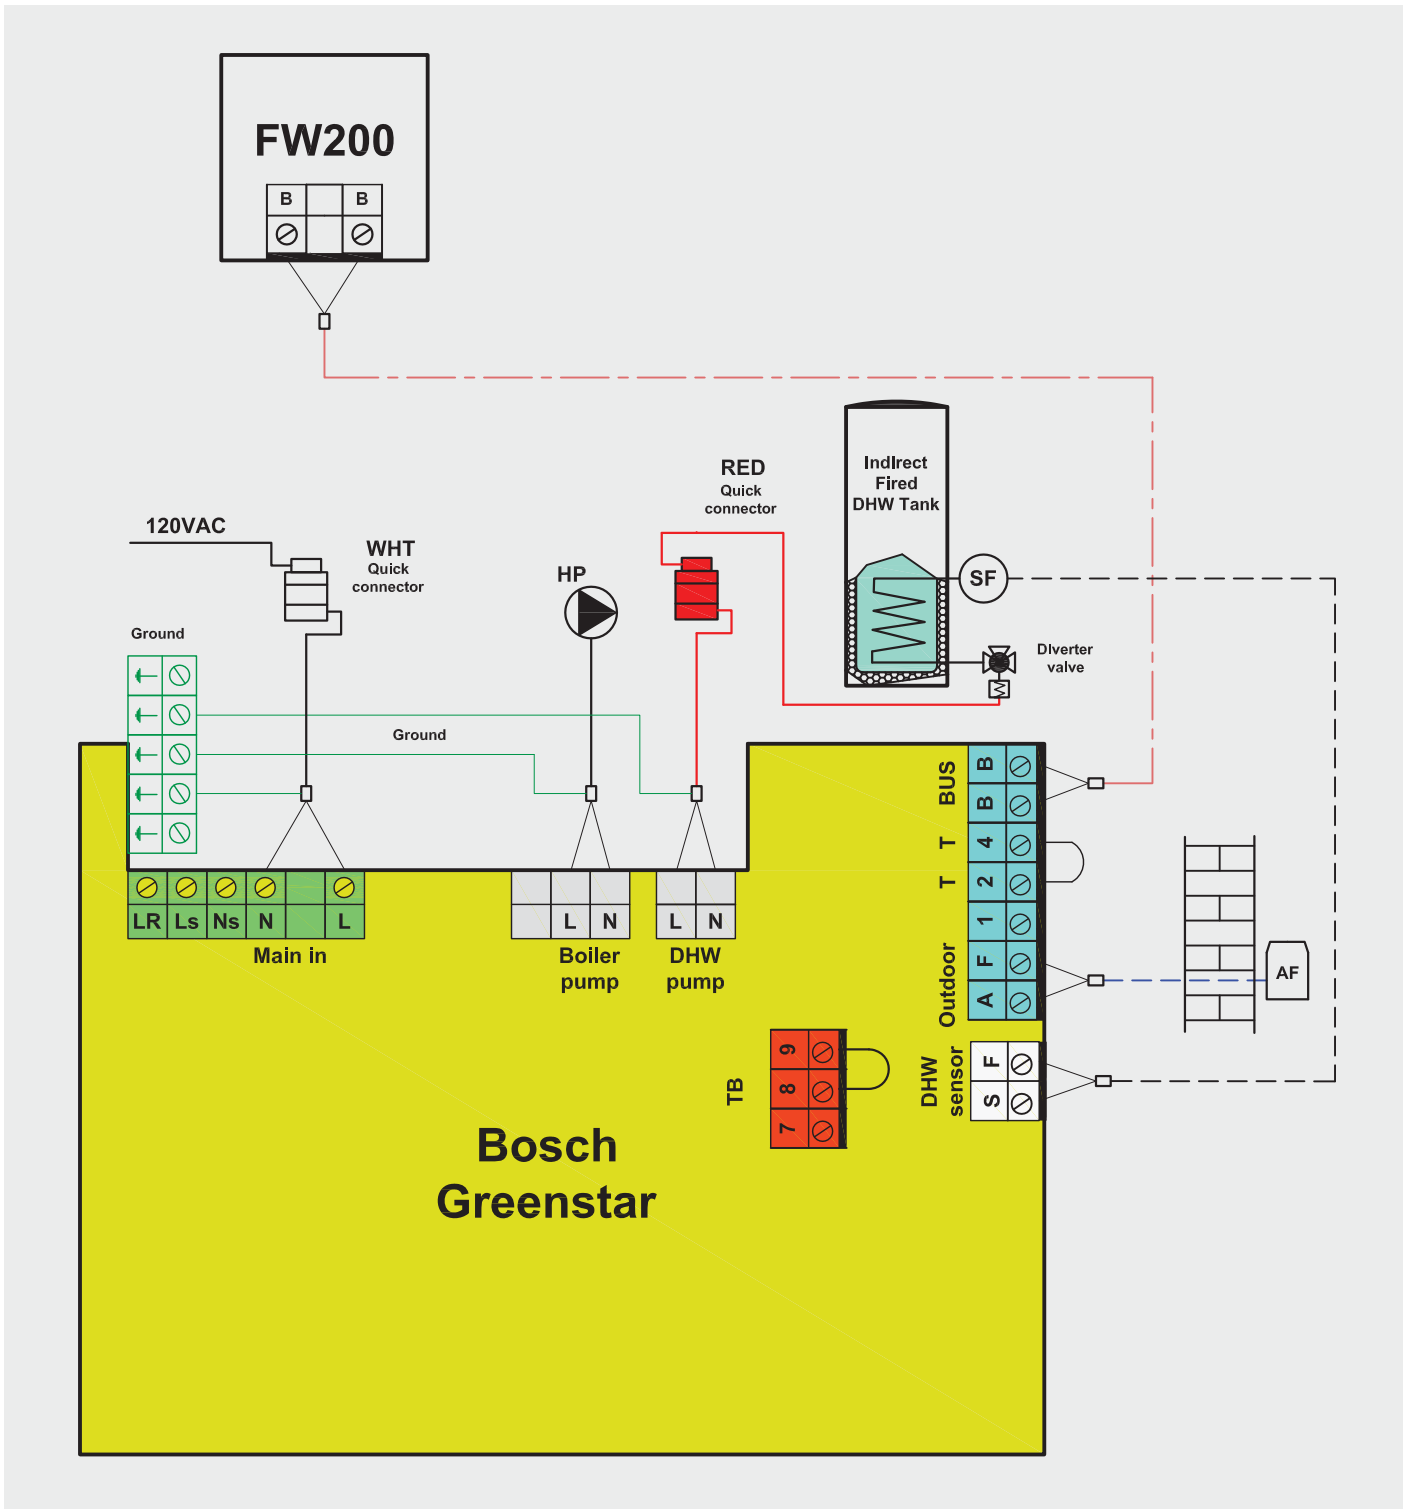 FW200
B B
RED
Quick
connector
Indirect
Fired
DHW Tank
120VAC
WHT
Quick
connector
HP
SF
Ground
Diverter
valve
Ground
BUS
B
B
T
4
T
2
1
Outdoor
F
A
AF
LR Ls Ns N L
Main in
L N
Boiler
pump
L N
DHW
pump
TB
9
8
7
DHW
sensor
F
S
Bosch
Greenstar